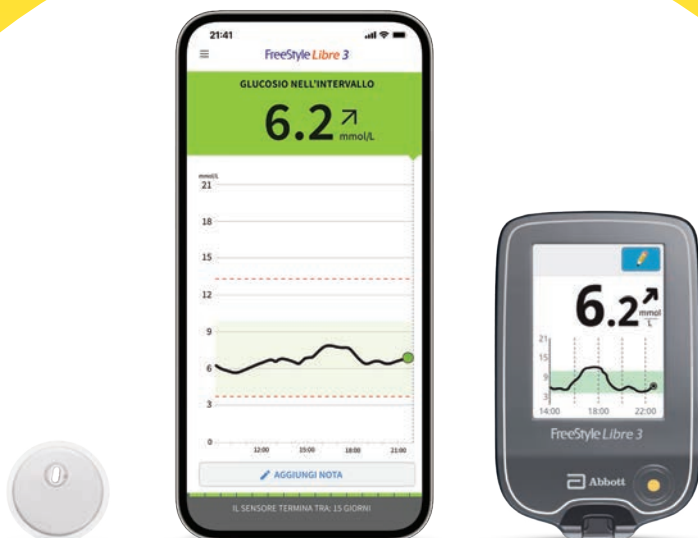 21:41
FreeStyle Libre 3
GLUCOSIO NELL'INTERVALLO
6.2
mmol/L
mmol/L
21
18
15
12
9
6
3
0
12:00 15:00 18:00 21:00
AGGIUNGI NOTA
IL SENSORE TERMINA TRA: 15 GIORNI
6.2 mmol
L
21
15
9
3
14:00 18:00 22:00
FreeStyle Libre 3
Abbott